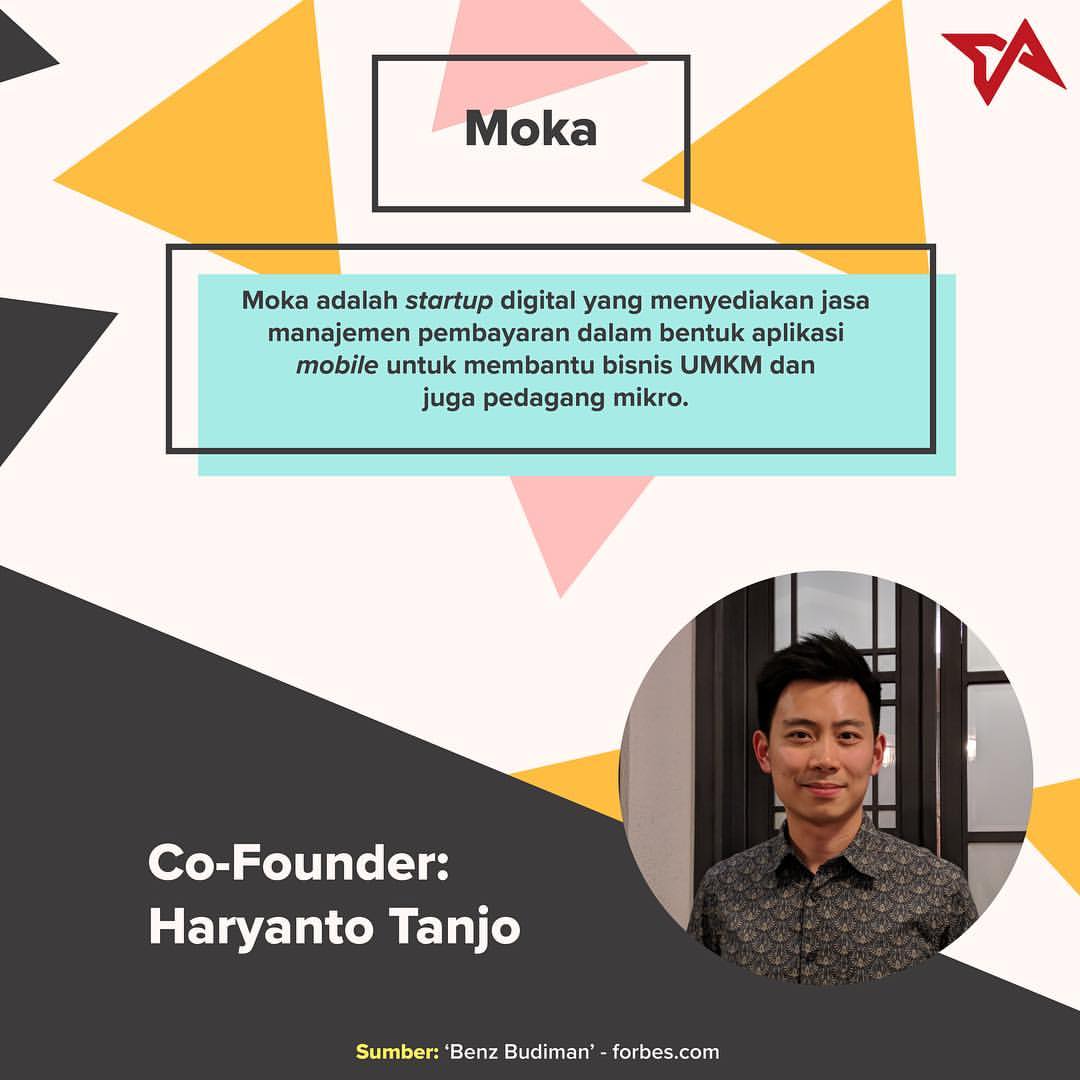 Moka
Moka adalah startup digital yang menyediakan jasa
manajemen pembayaran dalam bentuk aplikasi
mobile untuk membantu bisnis UMKM dan
juga pedagang mikro.
Co-Founder:
Haryanto Tanjo
Sumber: ‘Benz Budiman’ - forbes.com